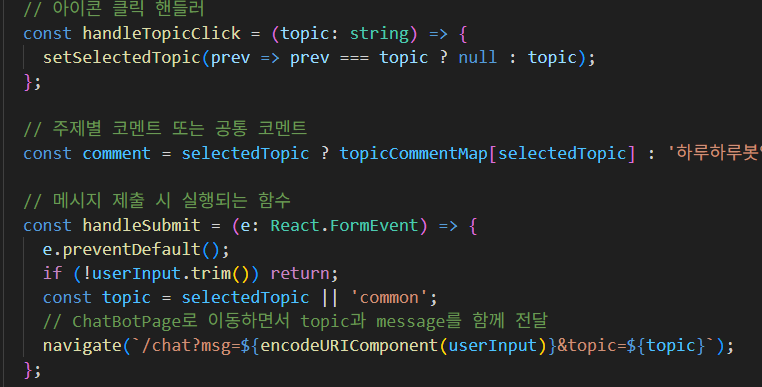 // 아이콘 클릭 핸들러
const handleTopicClick = (topic: string) => {
  setSelectedTopic(prev => prev === topic ? null : topic);
};

// 주제별 코멘트 또는 공통 코멘트
const comment = selectedTopic ? topicCommentMap[selectedTopic] : '하루하루봇

// 메시지 제출 시 실행되는 함수
const handleSubmit = (e: React.FormEvent) => {
  e.preventDefault();
  if (!userInput.trim()) return;
  const topic = selectedTopic || 'common';
  // ChatBotPage로 이동하면서 topic과 message를 함께 전달
  navigate(`/chat?msg=${encodeURIComponent(userInput)}&topic=${topic}`);
};